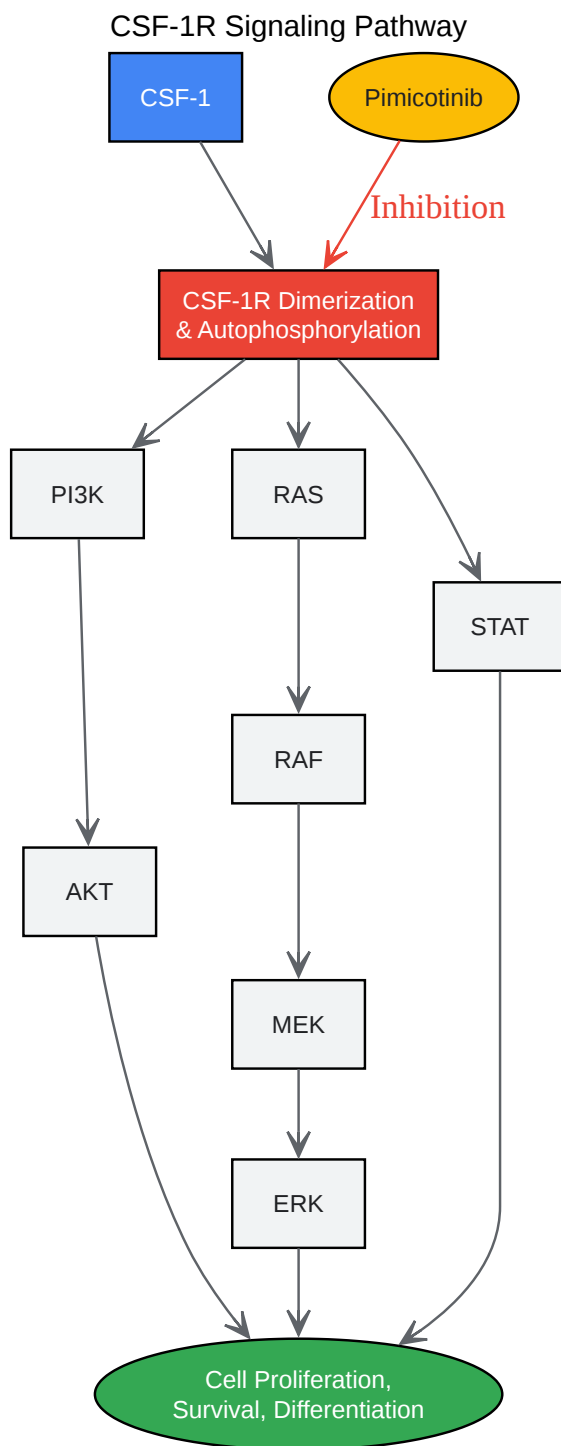 CSF-1R Signaling Pathway
CSF-1
Pimicotinib
Inhibition
CSF-1R Dimerization
& Autophosphorylation
PI3K
RAS
STAT
RAF
AKT
MEK
ERK
Cell Proliferation,
Survival, Differentiation